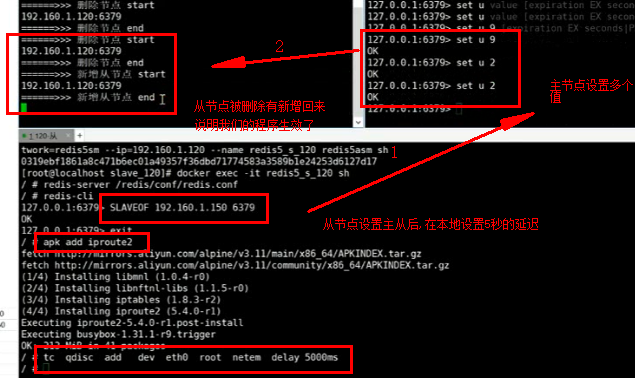 ======>>> 删除节点 start
192.160.1.120:6379
======>>> 删除节点 end
======>>> 删除节点 start
192.160.1.120:6379
======>>> 删除节点 end
======>>> 新增从节点 start
192.160.1.120:6379
======>>> 新增从节点 end
127.0.0.1:6379> set u value [expiration EX seco
127.0.0.1:6379> set u value [expiration EX seco
127.0.0.1:6379> set u 9 [expiration EX seconds|P
127.0.0.1:6379> set u 9
OK
127.0.0.1:6379> set u 2
OK
127.0.0.1:6379> set u 2
OK
127.0.0.1:6379>
2
主节点设置多个值
从节点被删除有新增回来
说明我们的程序生效了
1 120-从
1
twork=redis5sm --ip=192.160.1.120 --name redis5_s_120 redis5asm sh
0319ebf1861a8c471b6ec01a49357f36dbd71774583a3589b1e24253d6127d17
[root@localhost slave_120]# docker exec -it redis5_s_120 sh
/ # redis-server /redis/conf/redis.conf
/ # redis-cli
127.0.0.1:6379> SLAVEOF 192.160.1.150 6379
OK
127.0.0.1:6379> exit
从节点设置主从后,在本地设置5秒的延迟
/ # apk add iproute2
fetch http://mirrors.aliyun.com/alpine/v3.11/main/x86_64/APKINDEX.tar.gz
fetch http://mirrors.aliyun.com/alpine/v3.11/community/x86_64/APKINDEX.tar.gz
(1/4) Installing libmnl (1.0.4-r0)
(2/4) Installing libnftnl-libs (1.1.5-r0)
(3/4) Installing iptables (1.8.3-r2)
(4/4) Installing iproute2 (5.4.0-r1)
Executing iproute2-5.4.0-r1.post-install
Executing busybox-1.31.1-r9.trigger
OK: 212 MiB in 41 packages
/ # tc qdisc add dev eth0 root netem delay 5000ms
/ #